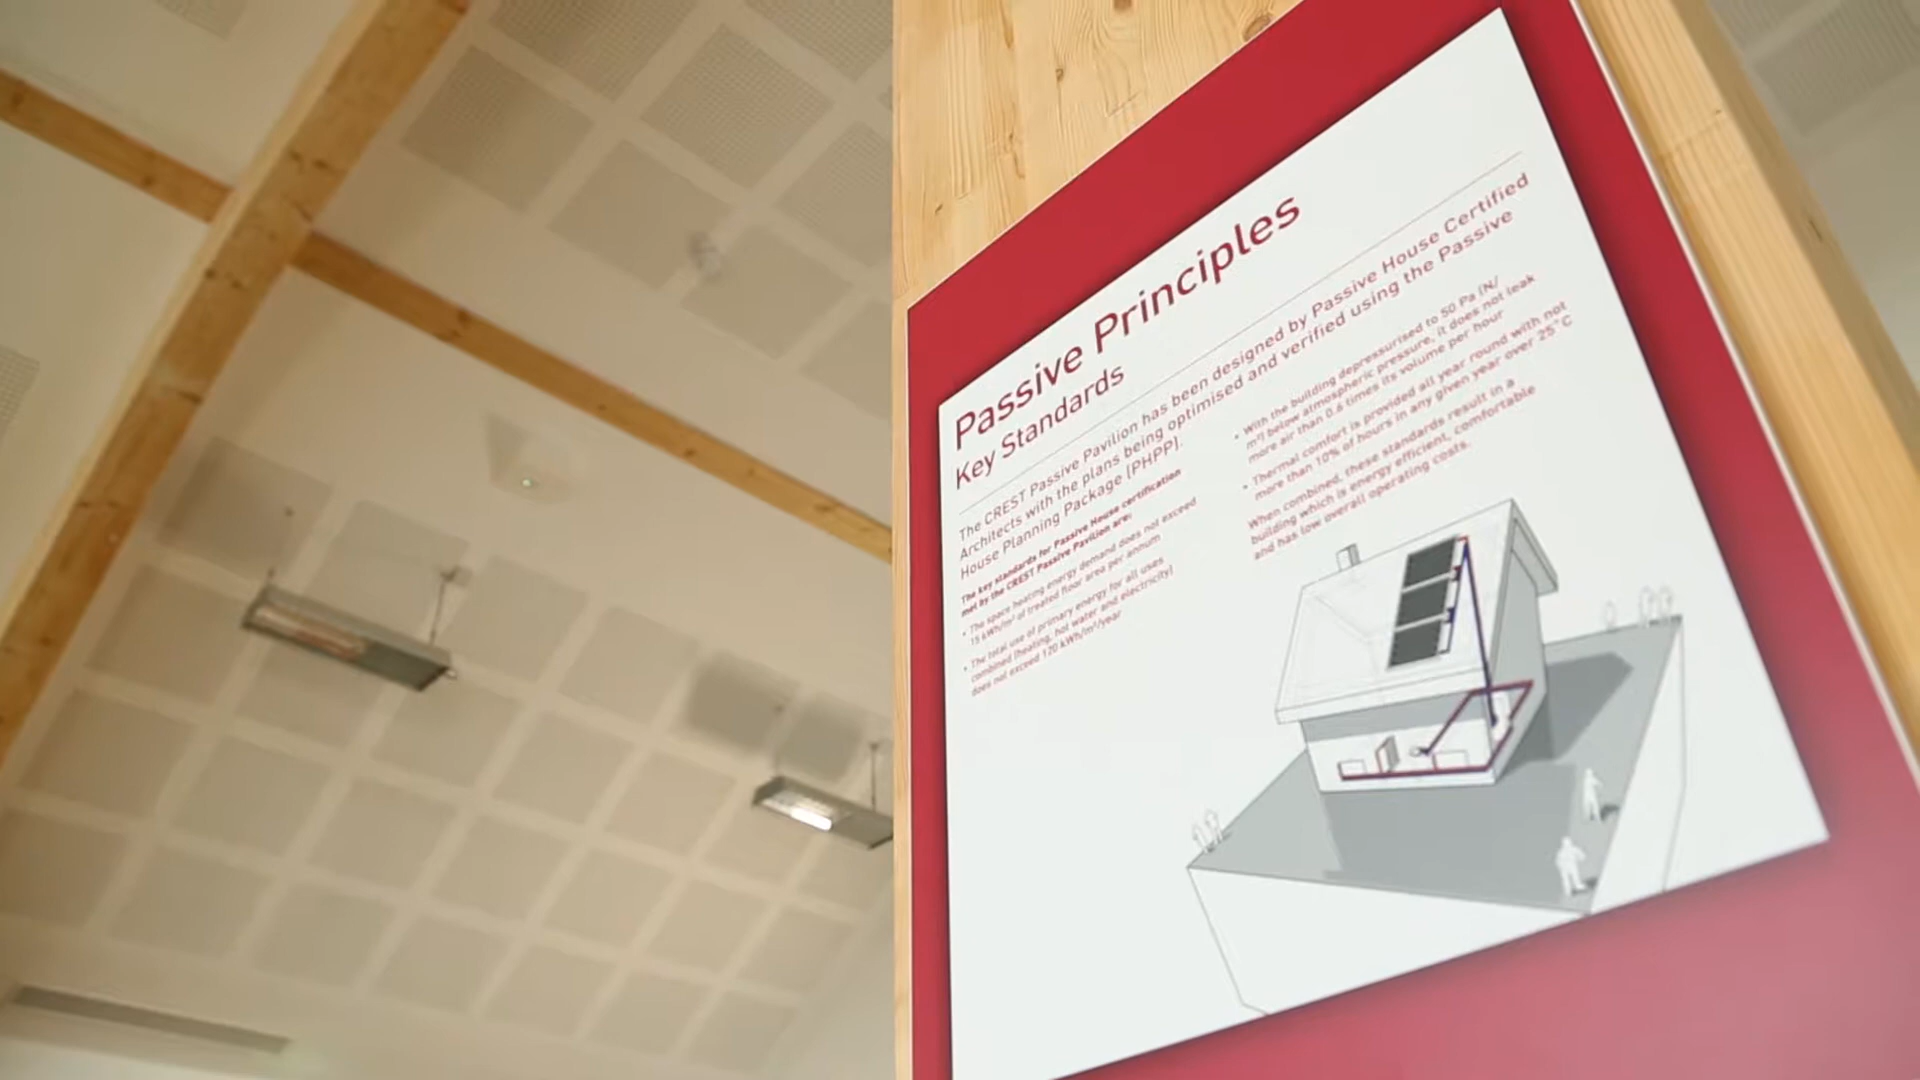 Passive Principles
Key Standards
The CREST Passive Pavilion has been designed by Passive House Certified
Architects with the plans being optimised and verified using the Passive
House Planning Package [PHPP].
The key standards for Passive House certification
met by the CREST Passive Pavilion are:
• The space heating energy demand does not exceed
15 kWh/m² of treated floor area per annum
• The total use of primary energy for all uses
combined (heating, hot water and electricity)
does not exceed 120 kWh/m²/year
• With the building depressurised to 50 Pa (N/
m²) below atmospheric pressure, it does not leak
more air than 0.6 times its volume per hour
• Thermal comfort is provided all year round with not
more than 10% of hours in any given year over 25° C
When combined, these standards result in a
building which is energy efficient, comfortable
and has low overall operating costs.